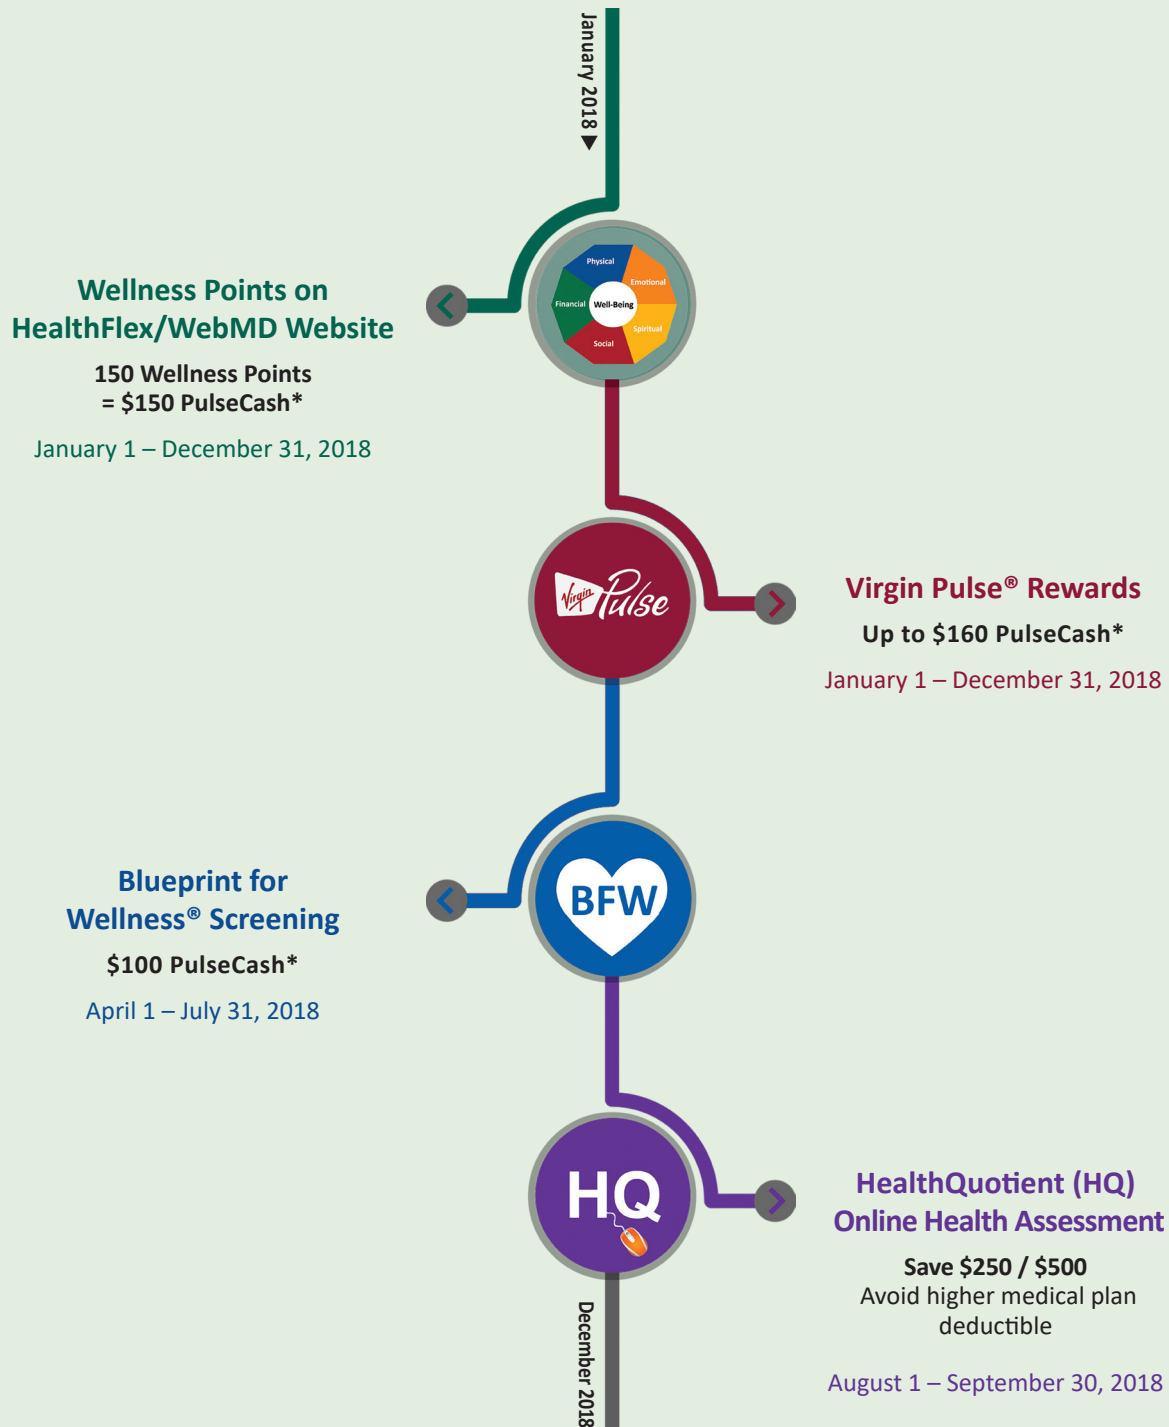 January 2018
Physical
Emotional
Financial
Well-Being
Spiritual
Social
Wellness Points on
HealthFlex/WebMD Website
150 Wellness Points
= $150 PulseCash*
January 1 – December 31, 2018
Virgin Pulse
Virgin Pulse® Rewards
Up to $160 PulseCash*
January 1 – December 31, 2018
Blueprint for
Wellness® Screening
$100 PulseCash*
April 1 – July 31, 2018
BFW
HQ
HealthQuotient (HQ)
Online Health Assessment
Save $250 / $500
Avoid higher medical plan
deductible
August 1 – September 30, 2018
December 2018